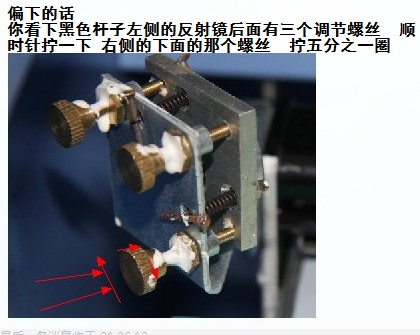 偏下的话
你看下黑色杆子左侧的反射镜后面有三个调节螺丝 顺
时针拧一下 右侧的下面的那个螺丝 拧五分之一圈